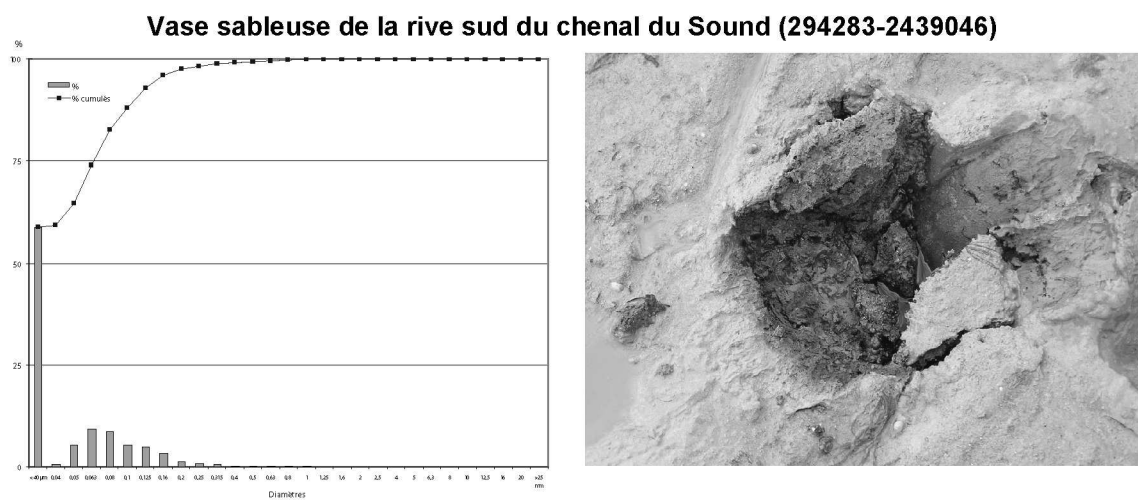 Vase sableuse de la rive sud du chenal du Sound (294283-2439046)
%
100
%
% cumulés
75
50
25
0
<40 µm 0,04 0,05 0,063 0,08 0,1 0,125 0,16 0,2 0,25 0,315 0,4 0,5 0,63 0,8 1 1,25 1,6 2 2,5 4 5 6,3 8 10 12,5 16 20 >25
mm
Diamètres